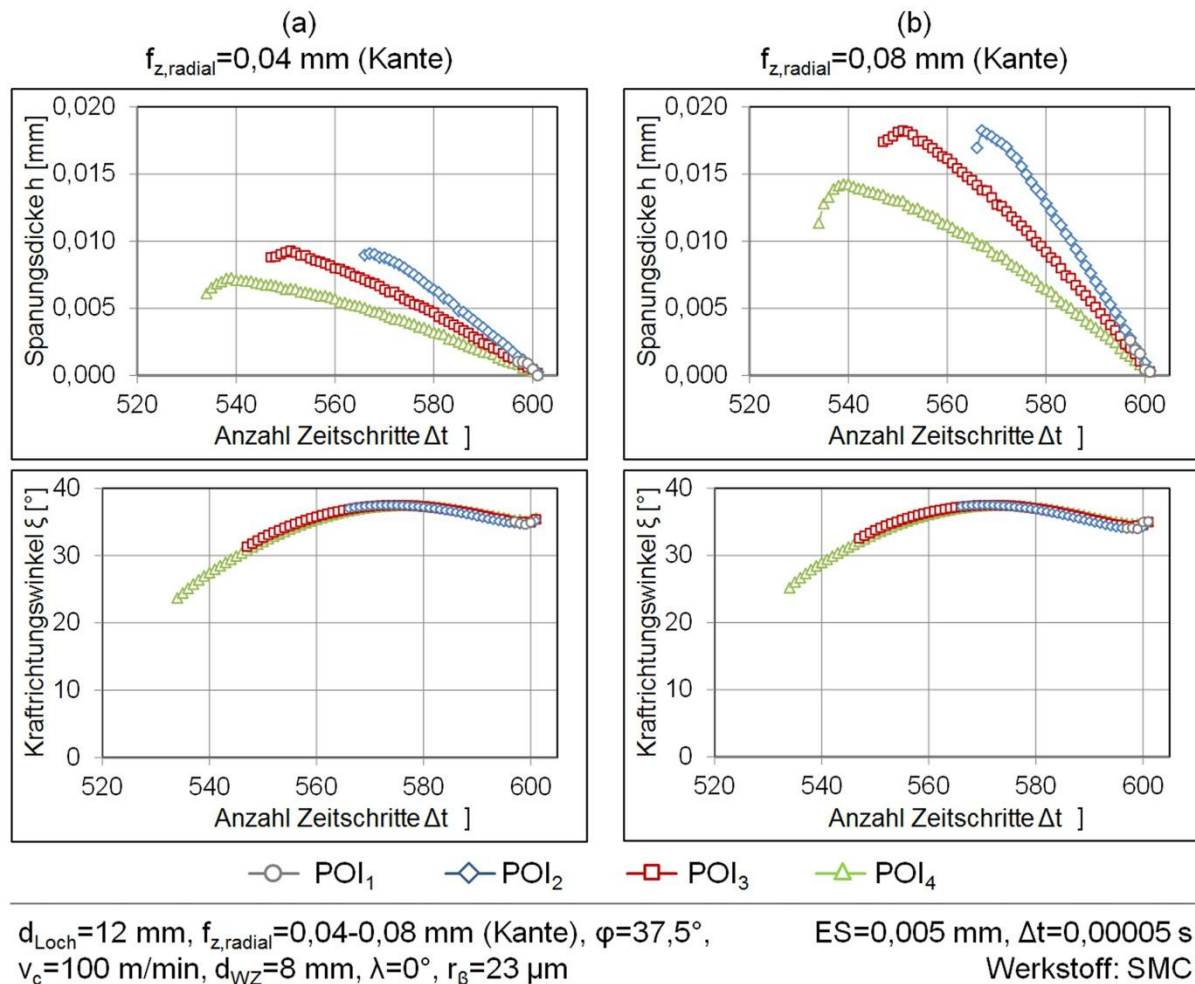 (a)
f_z,radial=0,04 mm (Kante)
Spanungsdicke h [mm]
0,020
0,015
0,010
0,005
0,000
520 540 560 580 600
Anzahl Zeitschritte Δt ]
(b)
f_z,radial=0,08 mm (Kante)
Spanungsdicke h [mm]
0,020
0,015
0,010
0,005
0,000
520 540 560 580 600
Anzahl Zeitschritte Δt ]
Kraftrichtungswinkel ξ [°]
40
30
20
10
0
520 540 560 580 600
Anzahl Zeitschritte Δt ]
Kraftrichtungswinkel ξ [°]
40
30
20
10
0
520 540 560 580 600
Anzahl Zeitschritte Δt ]
POI₁ POI₂ POI₃ POI₄
d_Loch=12 mm, f_z,radial=0,04-0,08 mm (Kante), φ=37,5°,
v_c=100 m/min, d_WZ=8 mm, λ=0°, r_β=23 µm
ES=0,005 mm, Δt=0,00005 s
Werkstoff: SMC